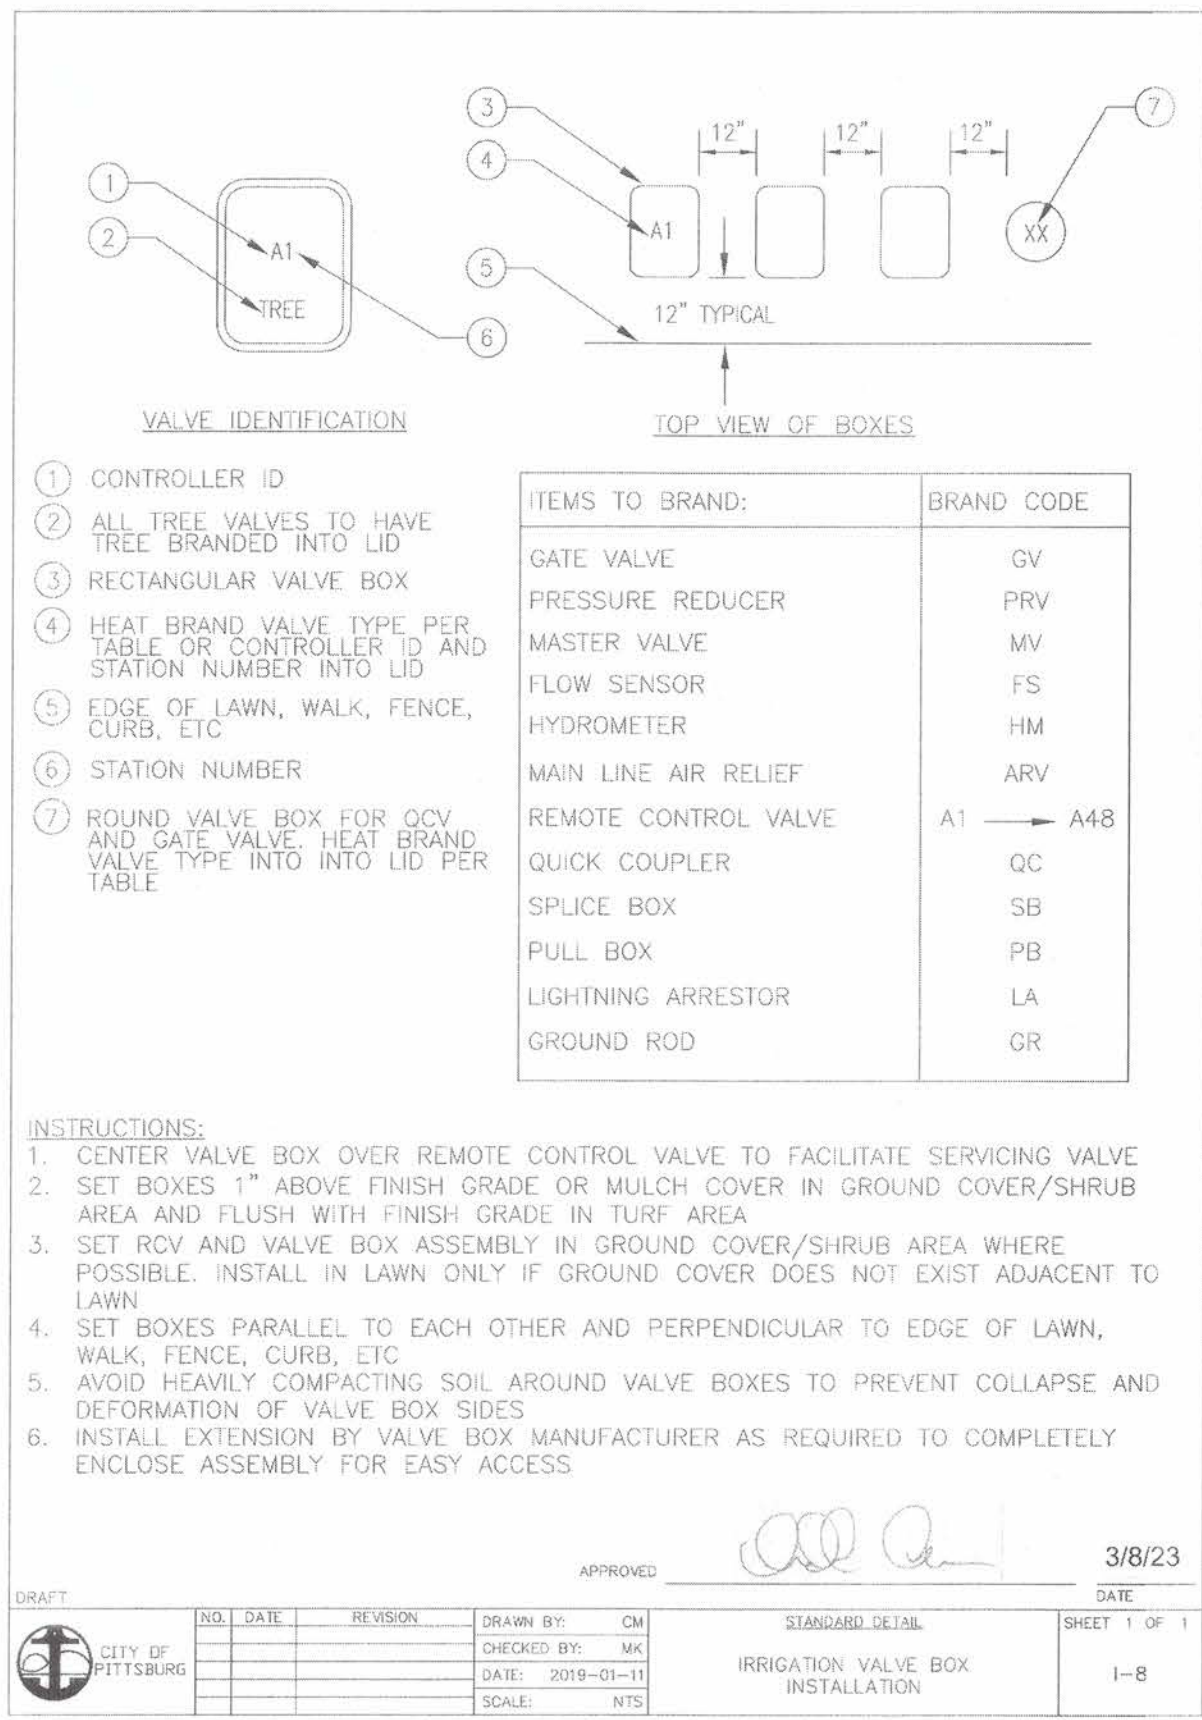 3
4
5
12"
12"
12"
7
A1
XX
12" TYPICAL
TOP VIEW OF BOXES
1
2
A1
TREE
6
VALVE IDENTIFICATION
1 CONTROLLER ID
2 ALL TREE VALVES TO HAVE
TREE BRANDED INTO LID
3 RECTANGULAR VALVE BOX
4 HEAT BRAND VALVE TYPE PER
TABLE OR CONTROLLER ID AND
STATION NUMBER INTO LID
5 EDGE OF LAWN, WALK, FENCE,
CURB, ETC
6 STATION NUMBER
7 ROUND VALVE BOX FOR QCV
AND GATE VALVE. HEAT BRAND
VALVE TYPE INTO INTO LID PER
TABLE
ITEMS TO BRAND: BRAND CODE
GATE VALVE GV
PRESSURE REDUCER PRV
MASTER VALVE MV
FLOW SENSOR FS
HYDROMETER HM
MAIN LINE AIR RELIEF ARV
REMOTE CONTROL VALVE A1 → A48
QUICK COUPLER QC
SPLICE BOX SB
PULL BOX PB
LIGHTNING ARRESTOR LA
GROUND ROD GR
INSTRUCTIONS:
1. CENTER VALVE BOX OVER REMOTE CONTROL VALVE TO FACILITATE SERVICING VALVE
2. SET BOXES 1" ABOVE FINISH GRADE OR MULCH COVER IN GROUND COVER/SHRUB
AREA AND FLUSH WITH FINISH GRADE IN TURF AREA
3. SET RCV AND VALVE BOX ASSEMBLY IN GROUND COVER/SHRUB AREA WHERE
POSSIBLE. INSTALL IN LAWN ONLY IF GROUND COVER DOES NOT EXIST ADJACENT TO
LAWN
4. SET BOXES PARALLEL TO EACH OTHER AND PERPENDICULAR TO EDGE OF LAWN,
WALK, FENCE, CURB, ETC
5. AVOID HEAVILY COMPACTING SOIL AROUND VALVE BOXES TO PREVENT COLLAPSE AND
DEFORMATION OF VALVE BOX SIDES
6. INSTALL EXTENSION BY VALVE BOX MANUFACTURER AS REQUIRED TO COMPLETELY
ENCLOSE ASSEMBLY FOR EASY ACCESS
APPROVED
3/8/23
DATE
DRAFT
CITY OF
PITTSBURG
NO. DATE REVISION
DRAWN BY: CM
CHECKED BY: MK
DATE: 2019-01-11
SCALE: NTS
STANDARD DETAIL
IRRIGATION VALVE BOX
INSTALLATION
SHEET 1 OF 1
I-8